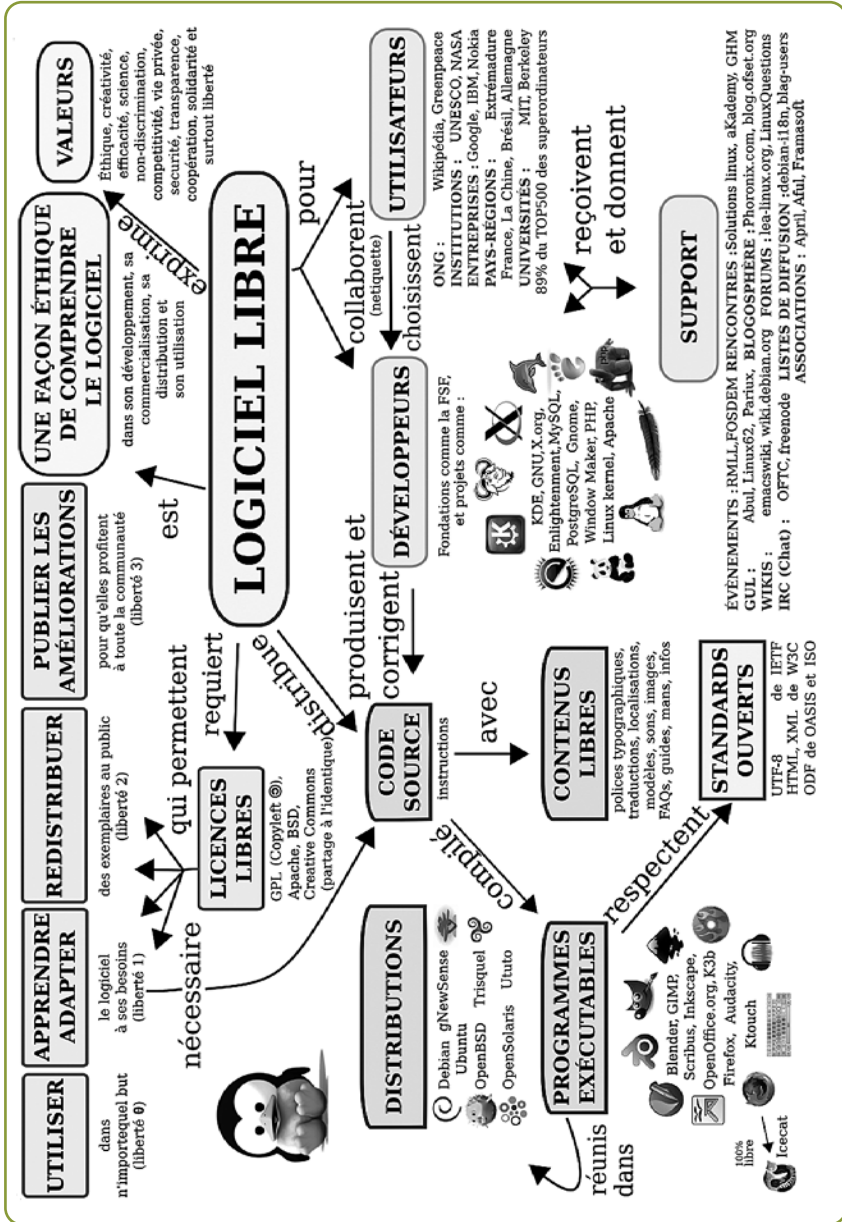 UTILISER
dans
n'importequel but
(liberté 0)
APPRENDRE
ADAPTER
le logiciel
à ses besoins
(liberté 1)
REDISTRIBUER
des exemplaires au public
(liberté 2)
PUBLIER LES
AMÉLIORATIONS
pour qu'elles profitent
à toute la communauté
(liberté 3)
UNE FAÇON ÉTHIQUE
DE COMPRENDRE
LE LOGICIEL
dans son développement, sa
commercialisation, sa
distribution et
son utilisation
VALEURS
Éthique, créativité,
efficacité, science,
non-discrimination,
competitivité, vie privée,
securité, transparence,
coopération, solidarité et
surtout liberté
nécessaire
qui permettent
requiert
est
exprime
LICENCES
LIBRES
GPL (Copyleft),
Apache, BSD,
Creative Commons
(partage à l'identique)
LOGICIEL LIBRE
distribue
pour
produisent et
corrigent
collaborent
(netiquette)
choisissent
DISTRIBUTIONS
Debian gNewSense
Ubuntu
OpenBSD Trisquel
OpenSolaris Ututo
CODE
SOURCE
instructions
DÉVELOPPEURS
Fondations comme la FSF,
et projets comme :
KDE, GNU,X.org,
Enlightenment,MySQL,
PostgreSQL, Gnome,
Window Maker, PHP,
Linux kernel, Apache
php
UTILISATEURS
ONG : Wikipédia, Greenpeace
INSTITUTIONS : UNESCO, NASA
ENTREPRISES : Google, IBM, Nokia
PAYS-RÉGIONS : Extrémadure
France, La Chine, Brésil, Allemagne
UNIVERSITÉS : MIT, Berkeley
89% du TOP500 des superordinateurs
compilé
avec
reçoivent
et donnent
réunis
dans
PROGRAMMES
EXÉCUTABLES
Blender, GIMP,
Scribus, Inkscape,
OpenOffice.org, K3b
Firefox, Audacity,
Ktouch
100%
libre
Icecat
respectent
CONTENUS
LIBRES
polices typographiques,
traductions, localisations,
modèles, sons, images,
FAQs, guides, mans, infos
STANDARDS
OUVERTS
UTF-8 de IETF
HTML, XML de W3C
ODF de OASIS et ISO
SUPPORT
ÉVÈNEMENTS : RMLL,FOSDEM RENCONTRES : Solutions linux, aKademy, GHM
GUL : Abul, Linux62, Pariux, BLOGOSPHÈRE : Phoronix.com, blog.ofset.org
WIKIS : emacswiki, wiki.debian.org FORUMS : lea-linux.org, LinuxQuestions
IRC (Chat) : OFTC, freenode LISTES DE DIFFUSION :debian-i18n,blag-users
ASSOCIATIONS : April, Aful, Framasoft